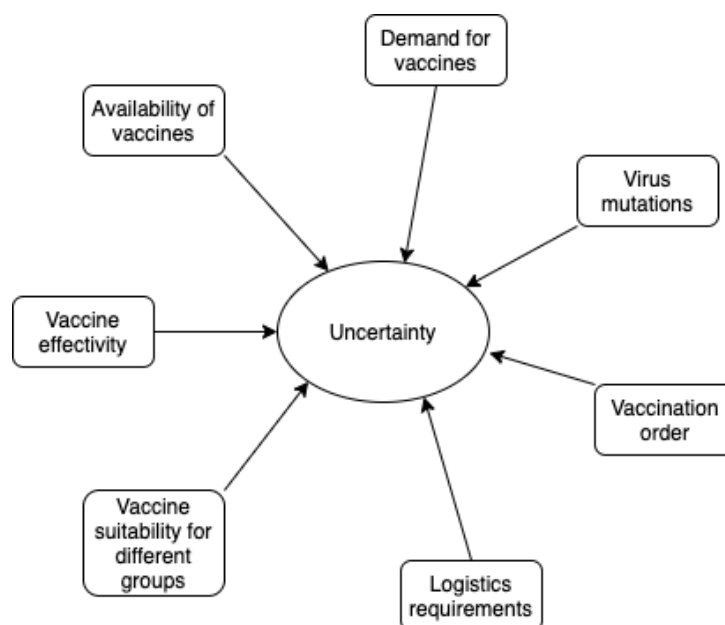 Demand for
vaccines
Availability of
vaccines
Virus
mutations
Vaccine
effectivity
Uncertainty
Vaccination
order
Vaccine
suitability for
different
groups
Logistics
requirements